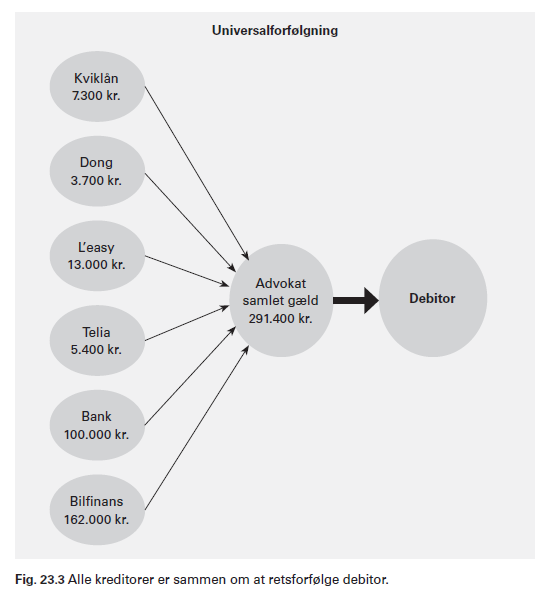 Universalforfølgning
Kviklån
7.300 kr.
Dong
3.700 kr.
L'easy
13.000 kr.
Telia
5.400 kr.
Bank
100.000 kr.
Bilfinans
162.000 kr.
Advokat
samlet gæld
291.400 kr.
Debitor
Fig. 23.3 Alle kreditorer er sammen om at retsforfølge debitor.